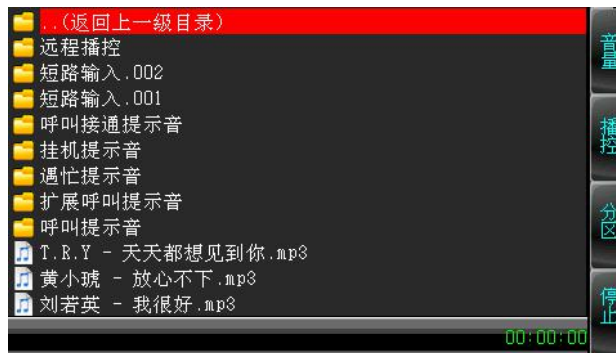 ..(返回上一级目录)
远程播控
短路输入.002
短路输入.001
呼叫接通提示音
挂机提示音
遇忙提示音
扩展呼叫提示音
呼叫提示音
T.R.Y - 天天都想见到你.mp3
黄小琥 - 放心不下.mp3
刘若英 - 我很好.mp3
00:00:00
音量
播控
分区
停止